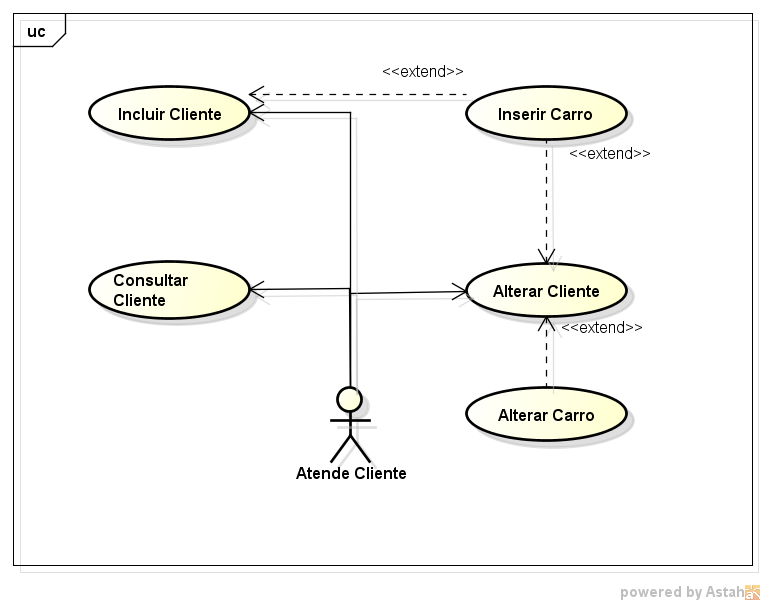 uc
<<extend>>
Incluir Cliente
Inserir Carro
<<extend>>
Consultar
Cliente
Alterar Cliente
<<extend>>
Alterar Carro
Atende Cliente
powered by Astah